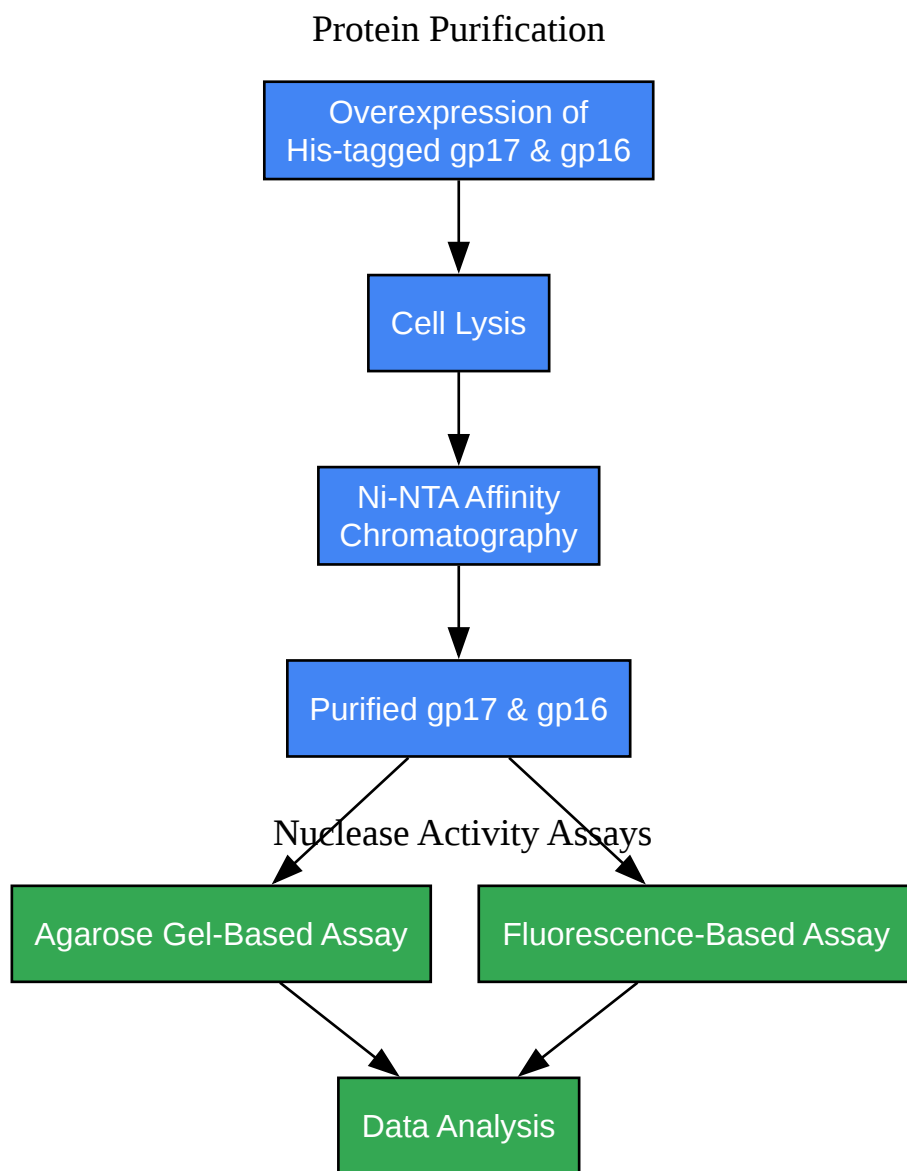 Protein Purification
Overexpression of
His-tagged gp17 & gp16
Cell Lysis
Ni-NTA Affinity
Chromatography
Purified gp17 & gp16
Nuclease Activity Assays
Agarose Gel-Based Assay
Fluorescence-Based Assay
Data Analysis